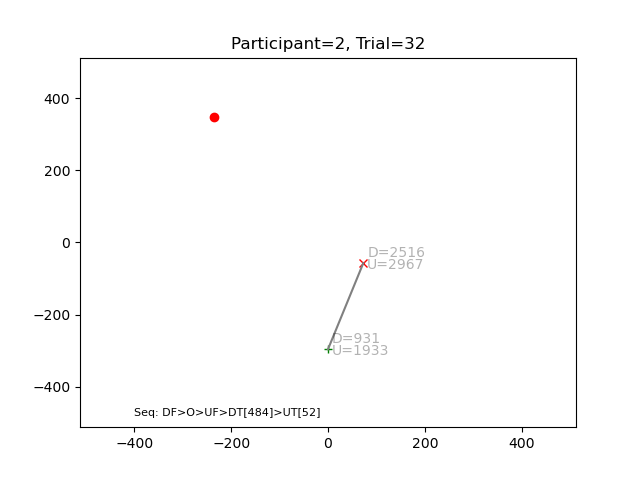 Participant=2, Trial=32
400
200
0
−200
−400
D=2516
U=2967
D=931
U=1933
Seq: DF>O>UF>DT[484]>UT[52]
−400 −200 0 200 400